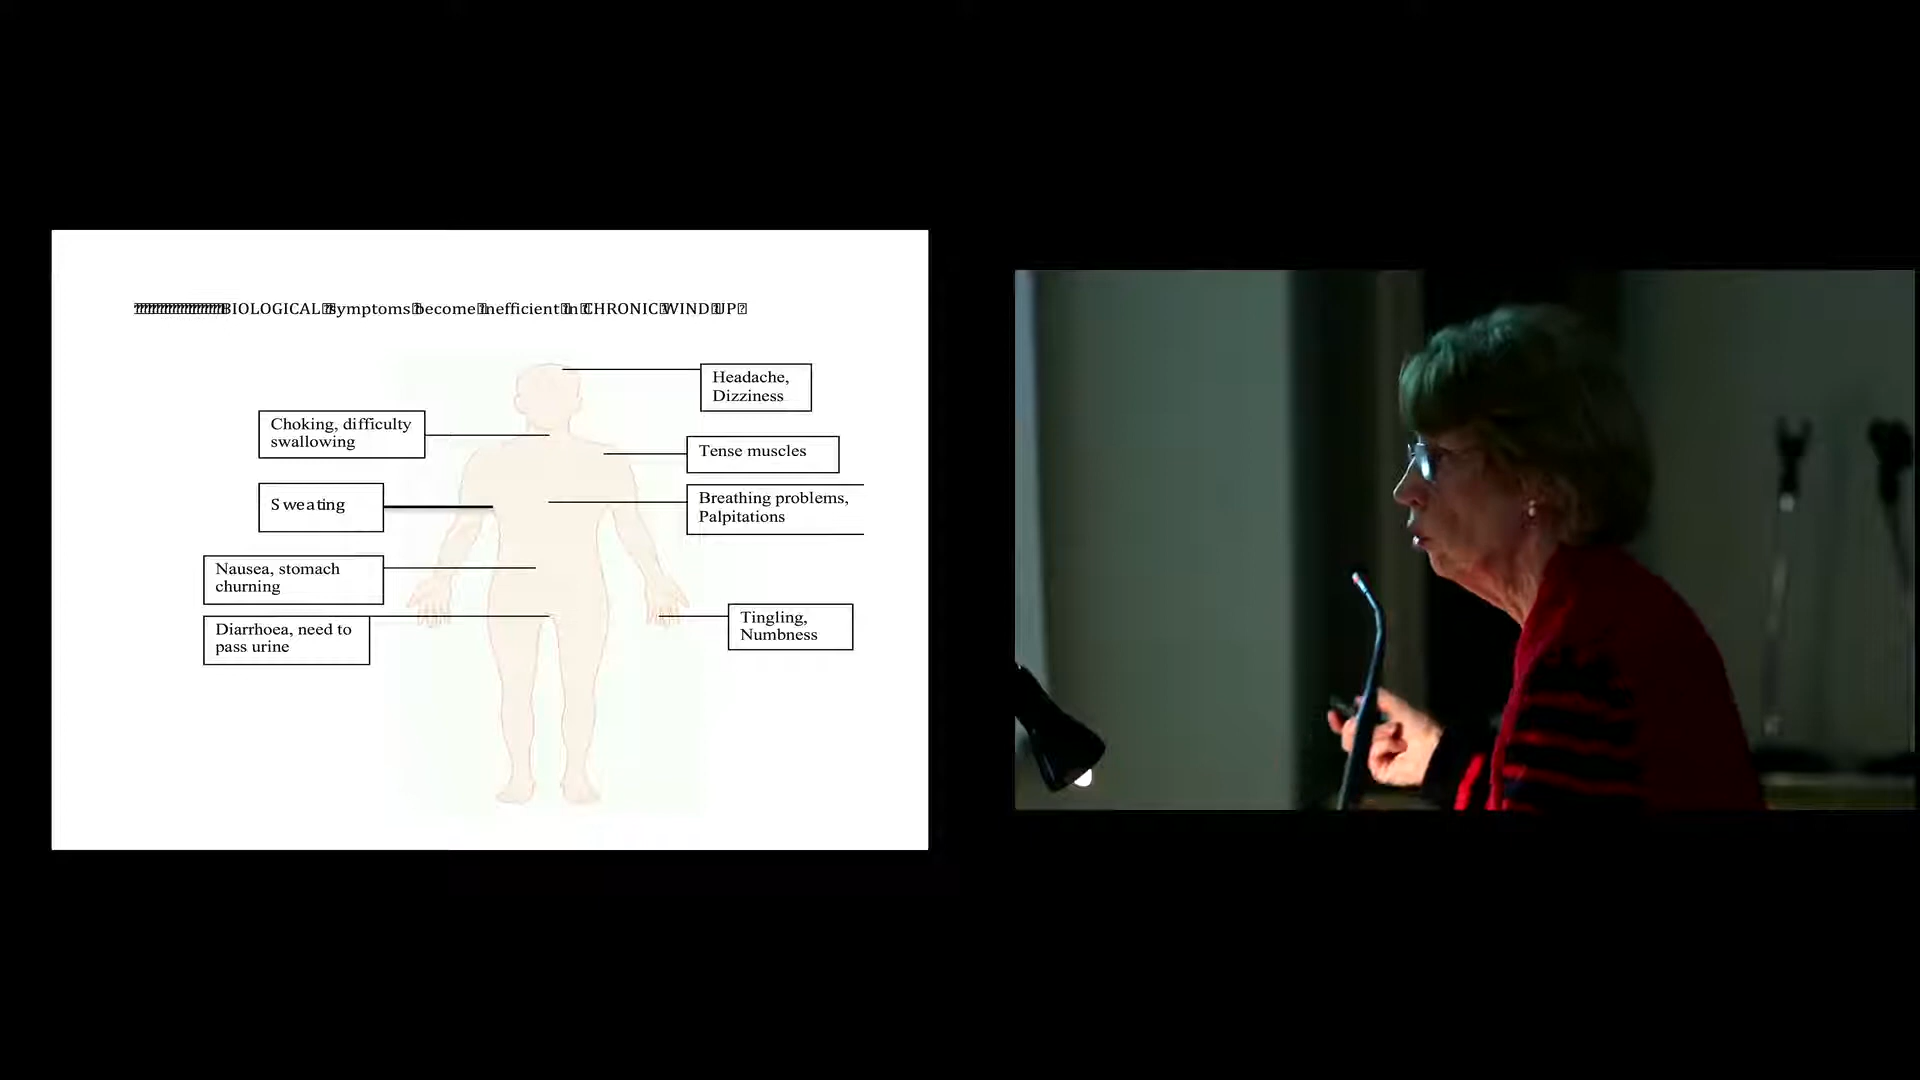 BIOLOGICAL symptoms become inefficient in CHRONIC WIND UP
Headache,
Dizziness
Choking, difficulty
swallowing
Tense muscles
Sweating
Breathing problems,
Palpitations
Nausea, stomach
churning
Diarrhoea, need to
pass urine
Tingling,
Numbness